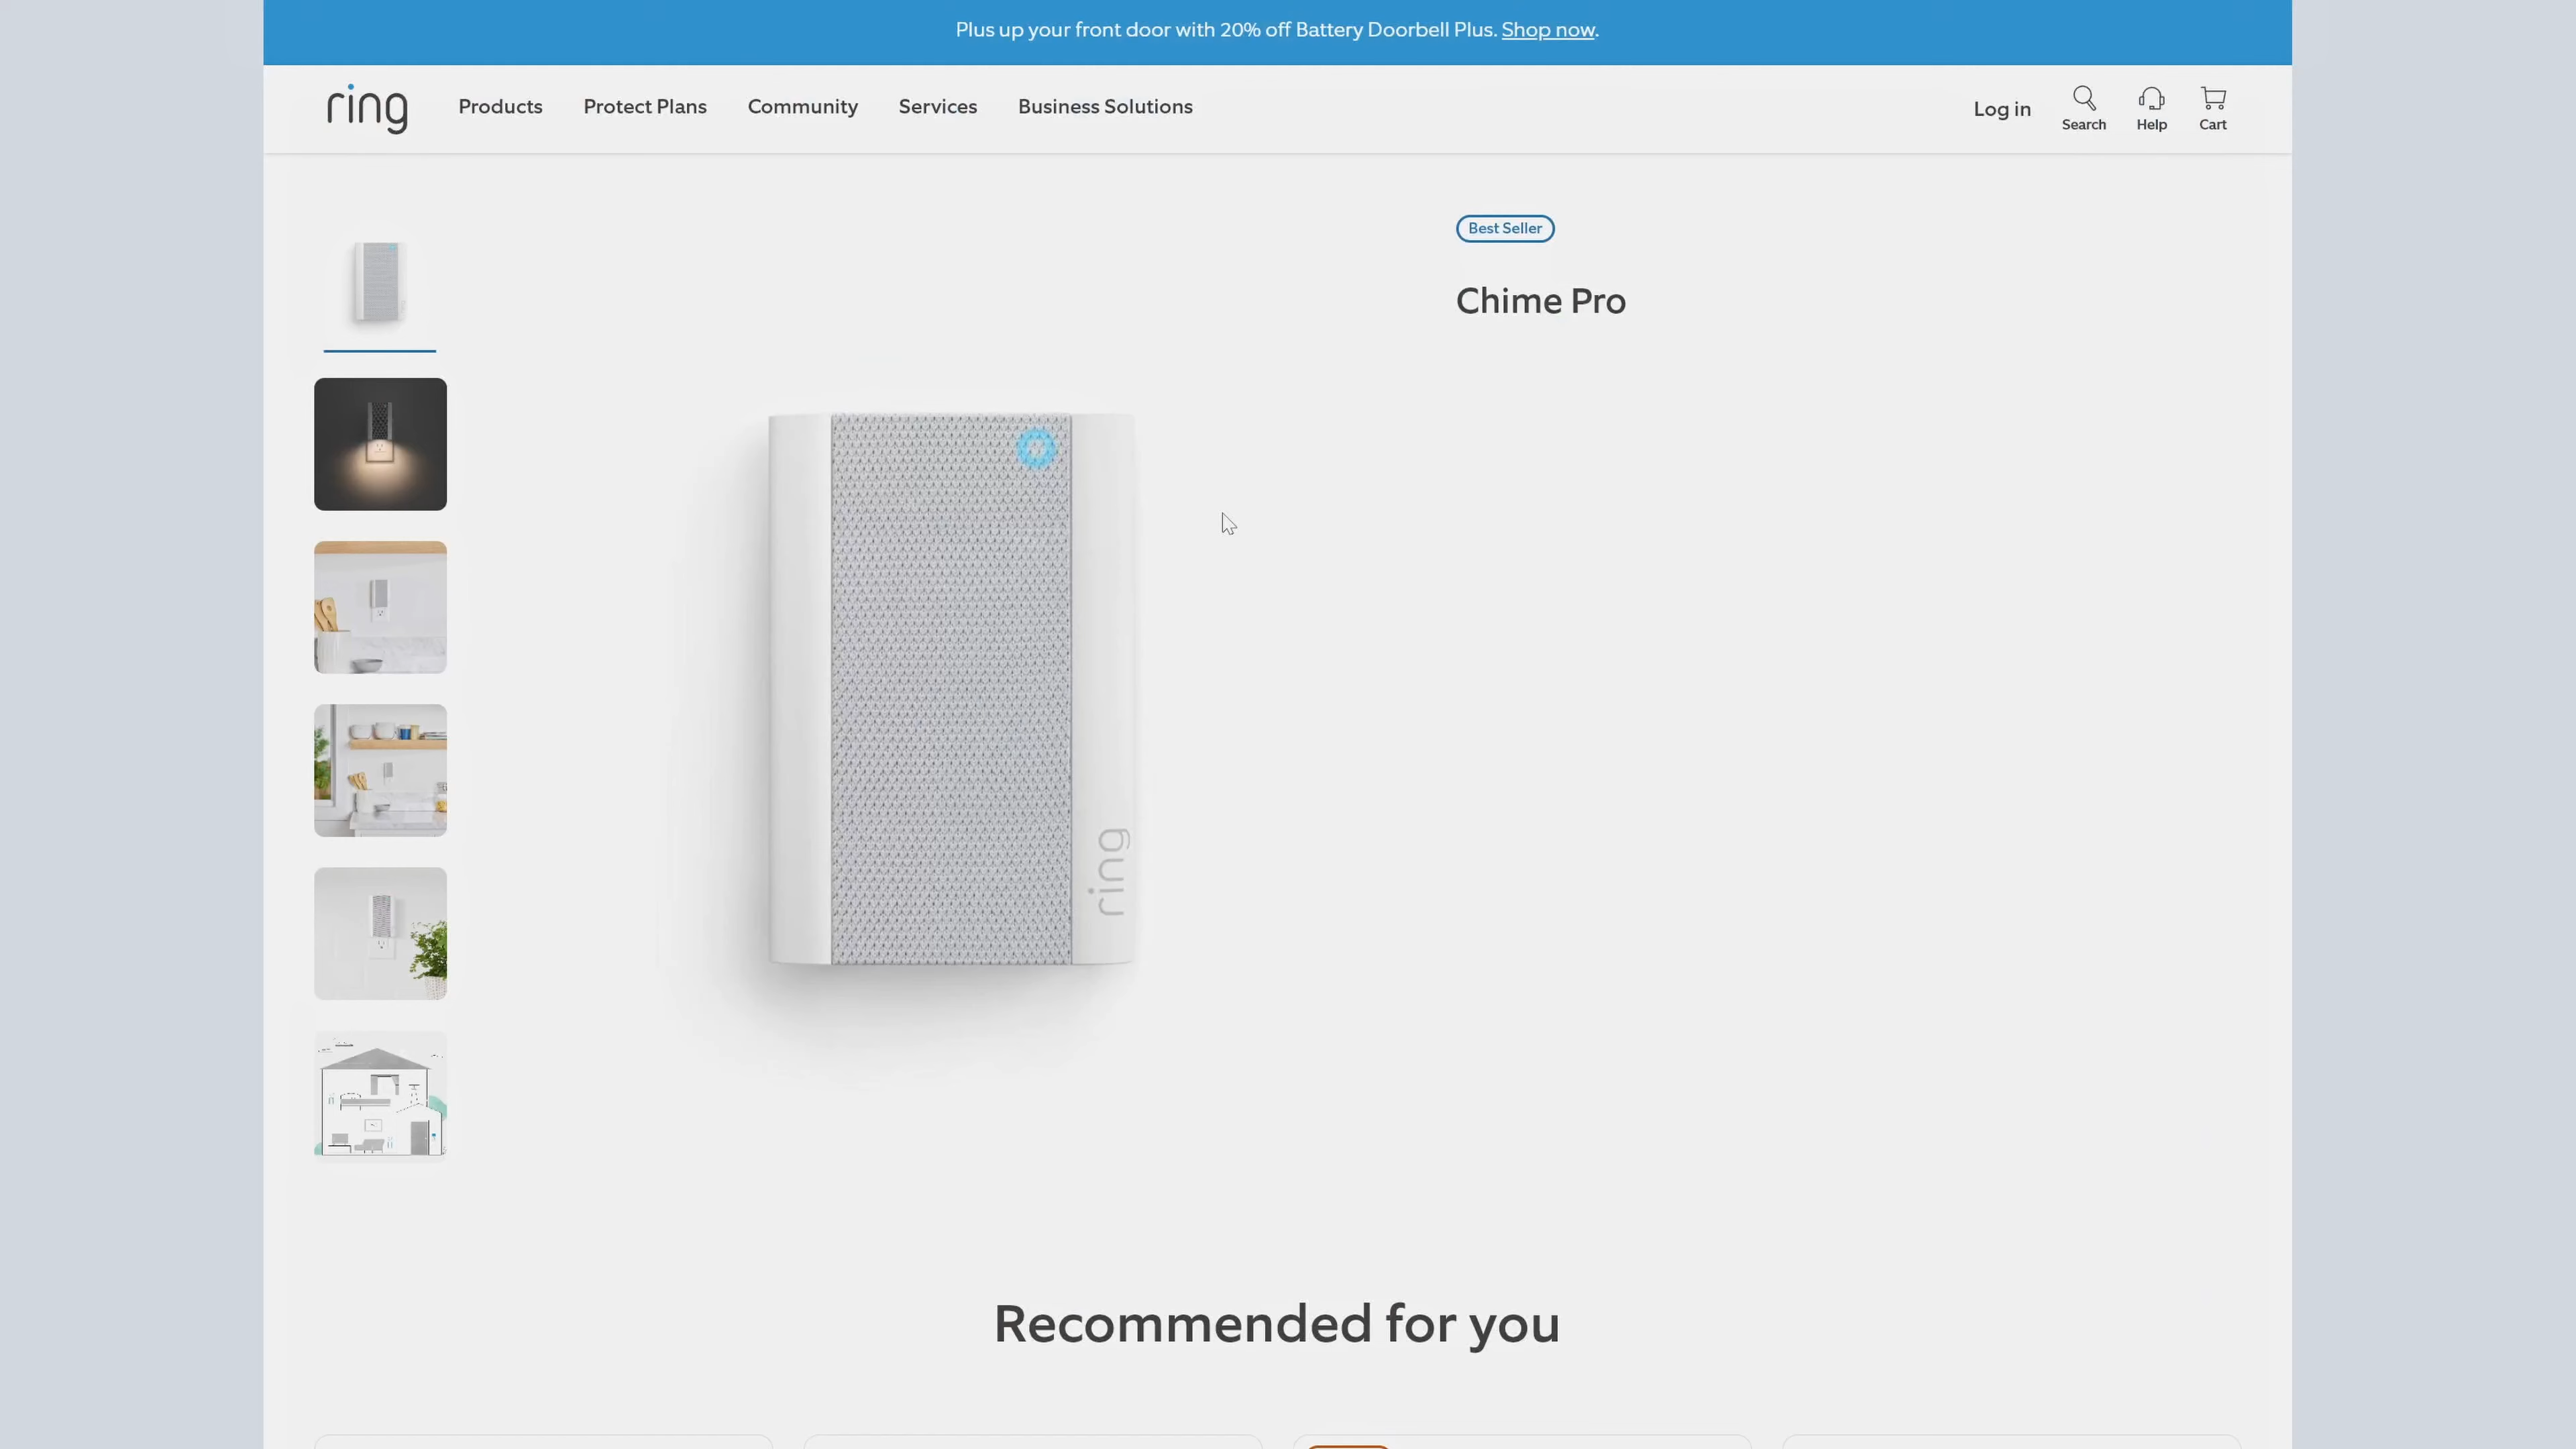 Plus up your front door with 20% off Battery Doorbell Plus. Shop now.
ring
Products
Protect Plans
Community
Services
Business Solutions
Log in
Search
Help
Cart
Best Seller
Chime Pro
ring
Recommended for you